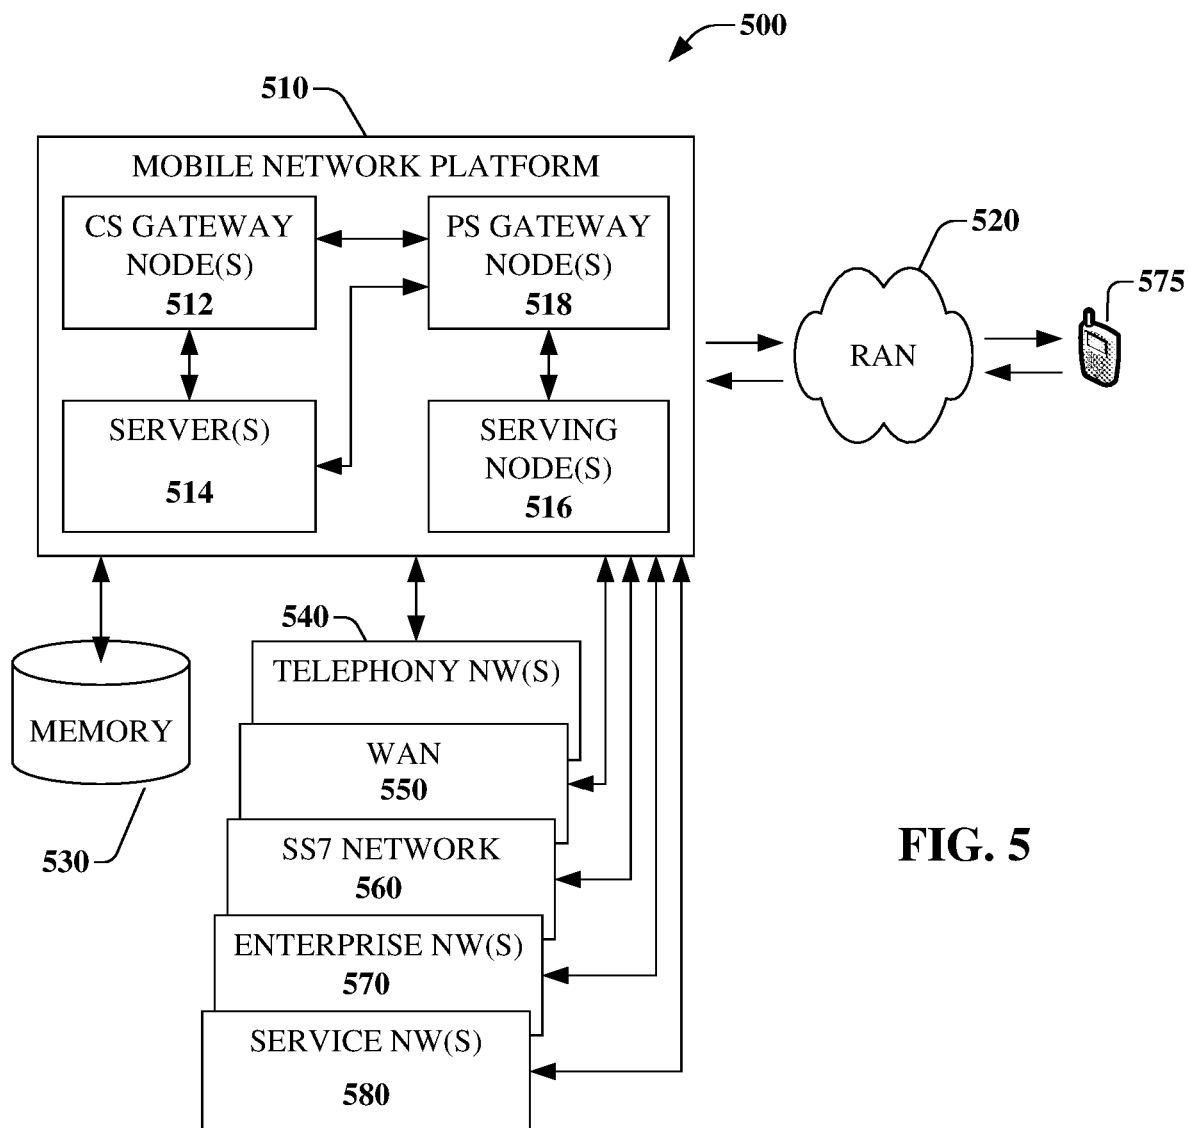 500
510
MOBILE NETWORK PLATFORM
CS GATEWAY
NODE(S)
512
PS GATEWAY
NODE(S)
518
SERVER(S)
514
SERVING
NODE(S)
516
520
RAN
575
540
TELEPHONY NW(S)
MEMORY
530
WAN
550
SS7 NETWORK
560
ENTERPRISE NW(S)
570
SERVICE NW(S)
580
FIG. 5